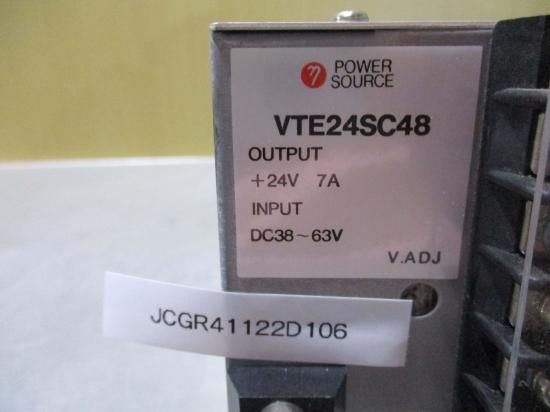 η POWER
SOURCE
VTE24SC48
OUTPUT
+24V 7A
INPUT
DC38~63V
V.ADJ
JCGR41122D106